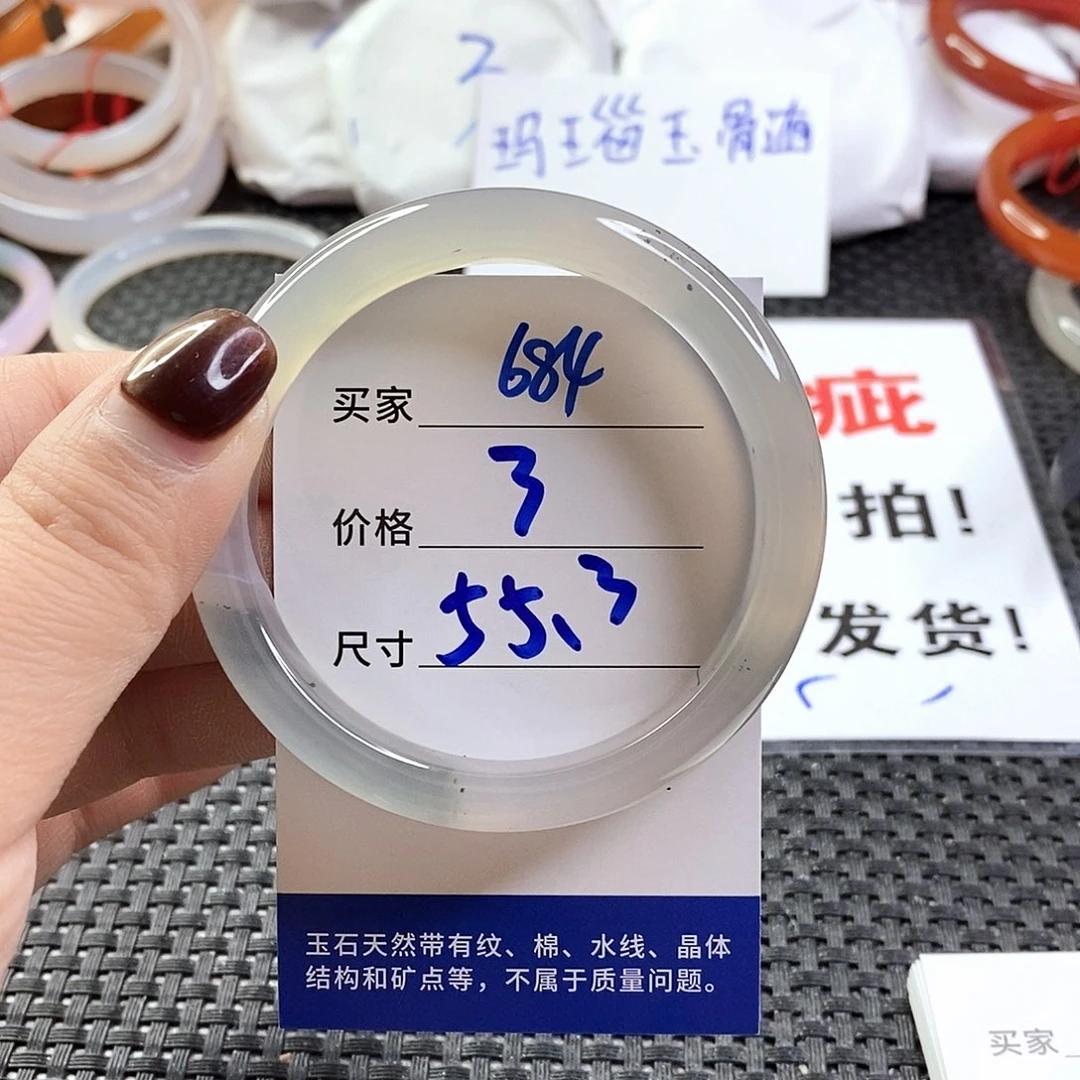 2
玛瑙玉骨髓
买家 684
价格 3
尺寸 55.3
玉石天然带有纹、棉、水线、晶体
结构和矿点等，不属于质量问题。
疵
拍!
发货!
买家